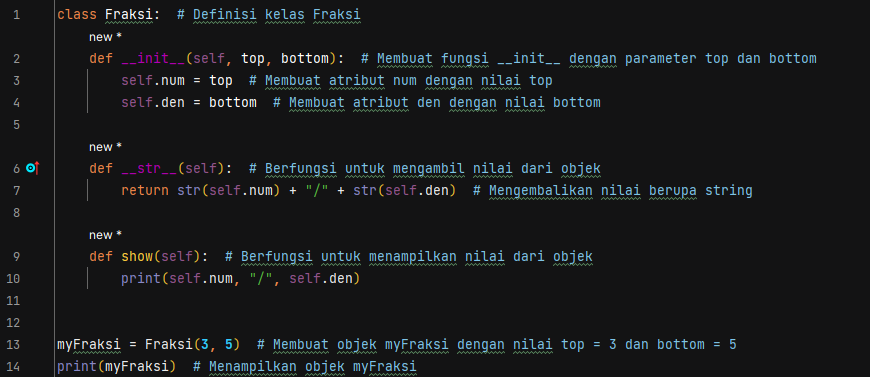 1 class Fraksi:  # Definisi kelas Fraksi
new *
2 def __init__(self, top, bottom):  # Membuat fungsi __init__ dengan parameter top dan bottom
3 self.num = top  # Membuat atribut num dengan nilai top
4 self.den = bottom  # Membuat atribut den dengan nilai bottom
5
new *
6 def __str__(self):  # Berfungsi untuk mengambil nilai dari objek
7 return str(self.num) + "/" + str(self.den)  # Mengembalikan nilai berupa string
8
new *
9 def show(self):  # Berfungsi untuk menampilkan nilai dari objek
10 print(self.num, "/", self.den)
11
12
13 myFraksi = Fraksi(3, 5)  # Membuat objek myFraksi dengan nilai top = 3 dan bottom = 5
14 print(myFraksi)  # Menampilkan objek myFraksi